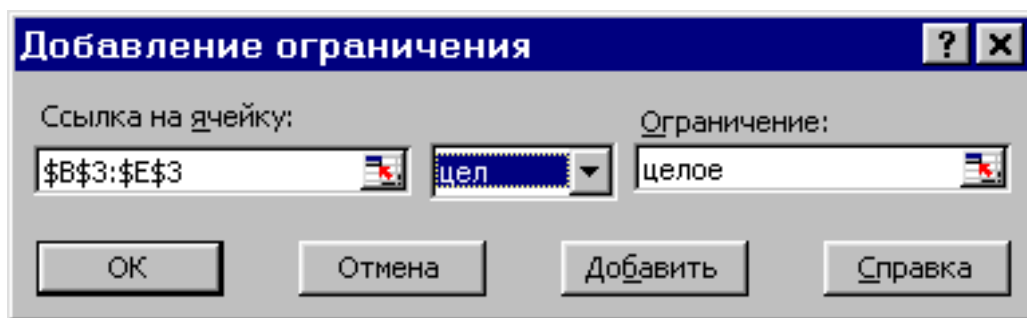 Добавление ограничения
Ссылка на ячейку:
Ограничение:
$B$3:$E$3
цел
целое
ОК
Отмена
Добавить
Справка